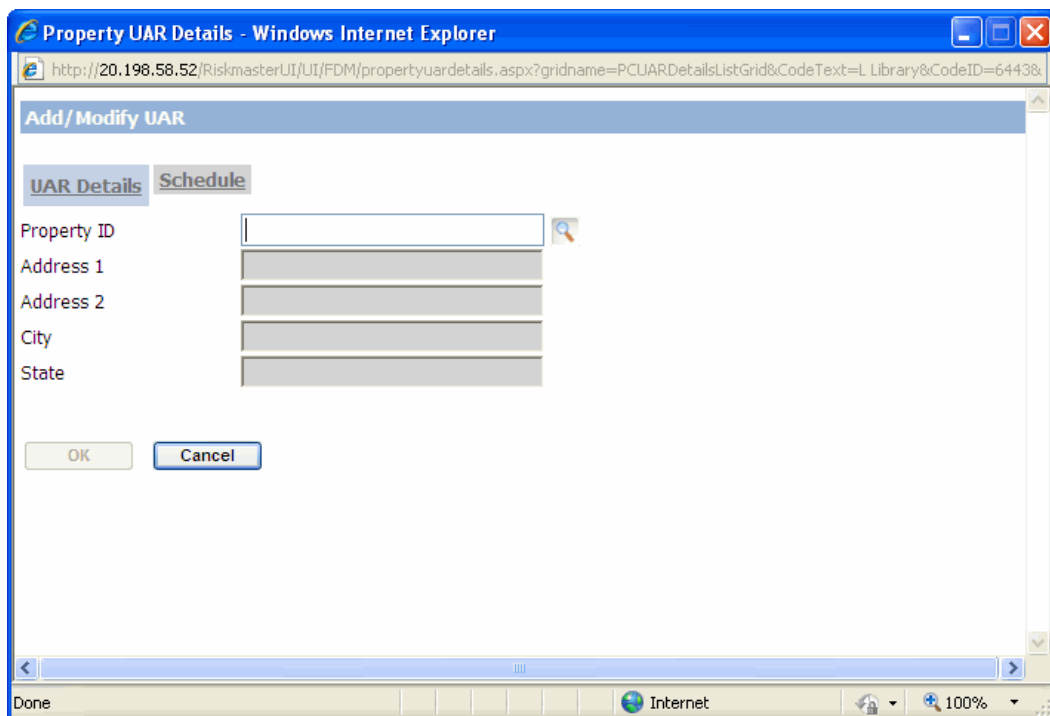 Property UAR Details - Windows Internet Explorer
http://20.198.58.52/RiskmasterUI/UI/FDM/propertyuardetails.aspx?gridname=PCUARDetailsListGrid&CodeText=L Library&CodeID=6443&
Add/Modify UAR
UAR Details Schedule
Property ID
Address 1
Address 2
City
State
OK Cancel
Done Internet 100%